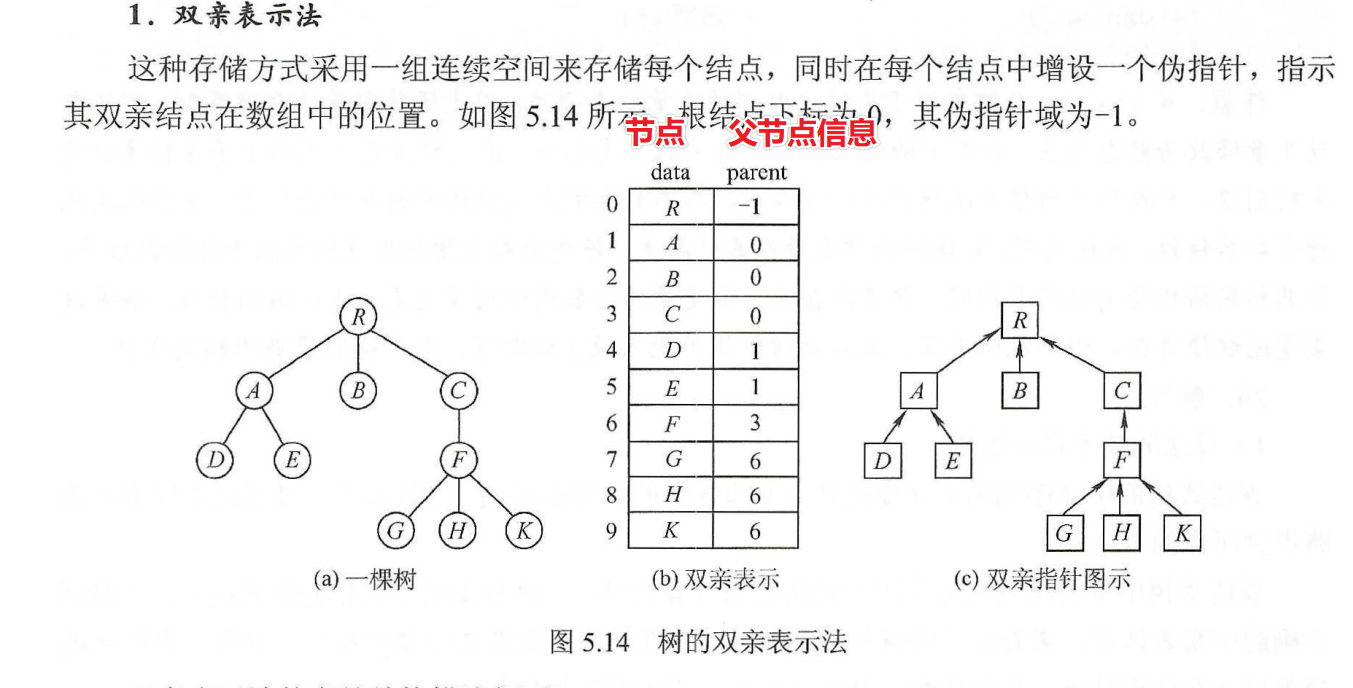 1. 双亲表示法
这种存储方式采用一组连续空间来存储每个结点，同时在每个结点中增设一个伪指针，指示
其双亲结点在数组中的位置。如图 5.14 所示，根结点下标为 0，其伪指针域为-1。
节点 父节点信息
data parent
0 R -1
1 A 0
2 B 0
3 C 0
4 D 1
5 E 1
6 F 3
7 G 6
8 H 6
9 K 6
R
A B C
D E F
G H K
R
A B C
D E F
G H K
(a) 一棵树
(b) 双亲表示
(c) 双亲指针图示
图 5.14 树的双亲表示法